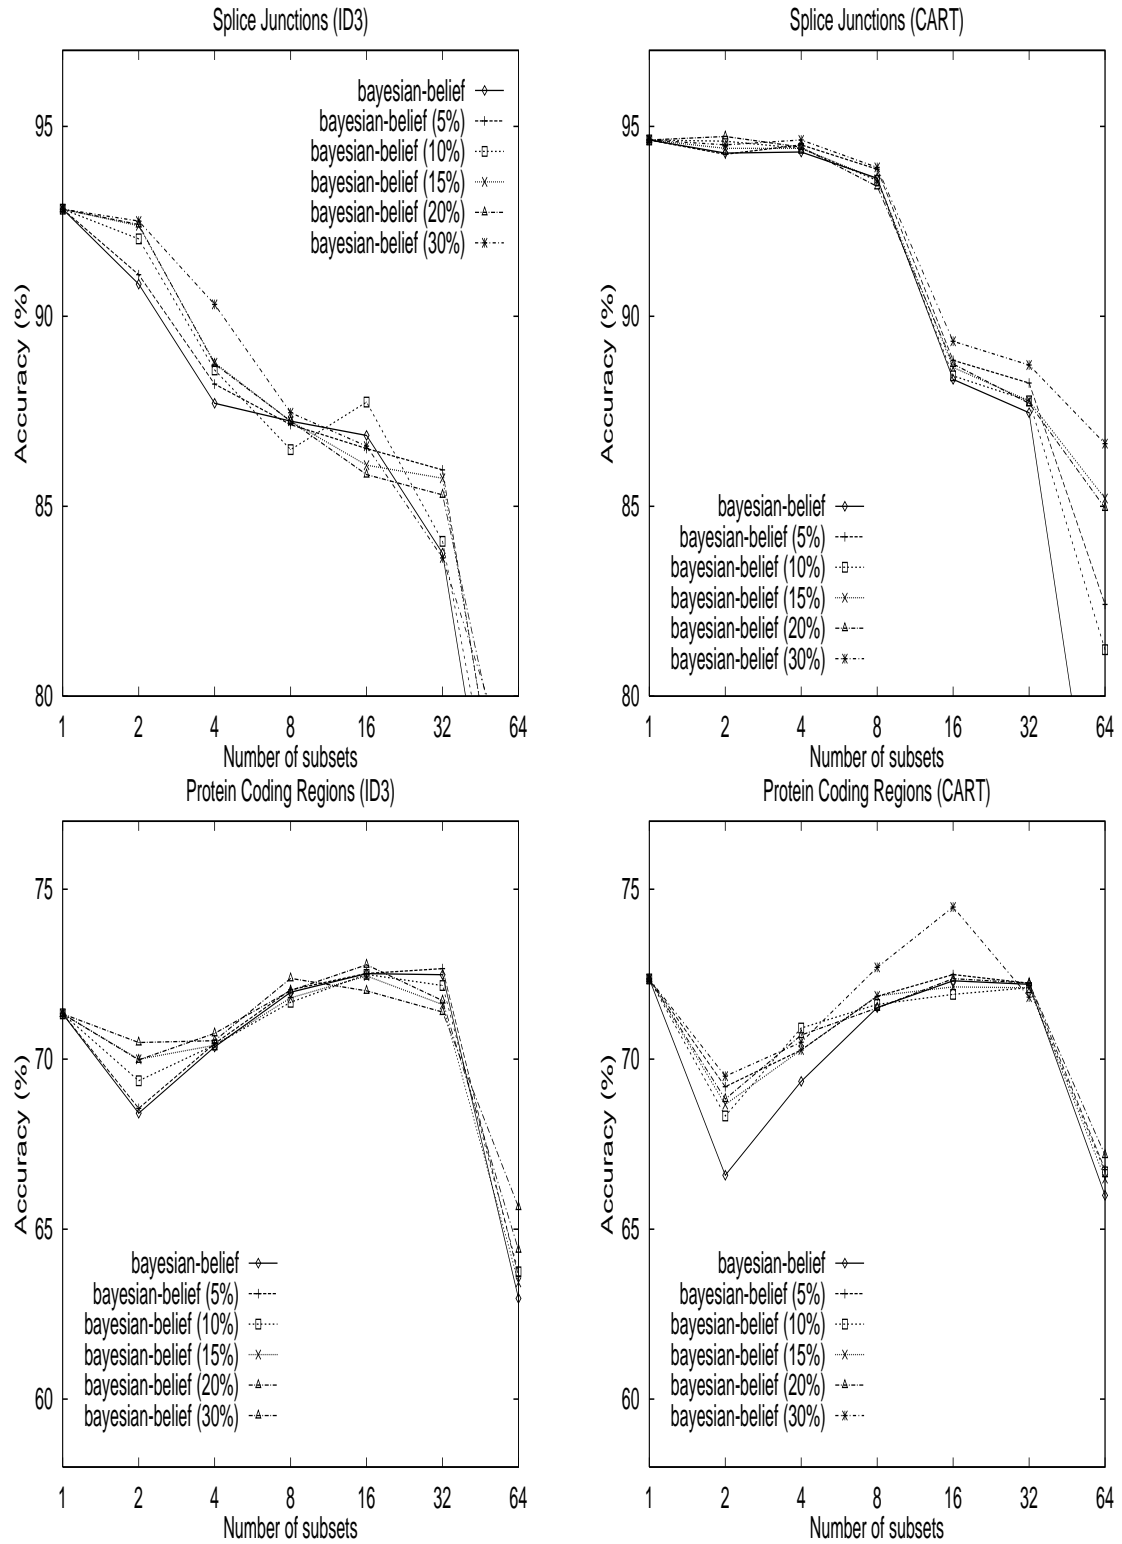 Splice Junctions (ID3)
Accuracy (%)
95
90
85
80
bayesian-belief
bayesian-belief (5%)
bayesian-belief (10%)
bayesian-belief (15%)
bayesian-belief (20%)
bayesian-belief (30%)
1 2 4 8 16 32 64
Number of subsets
Splice Junctions (CART)
Accuracy (%)
95
90
85
80
bayesian-belief
bayesian-belief (5%)
bayesian-belief (10%)
bayesian-belief (15%)
bayesian-belief (20%)
bayesian-belief (30%)
1 2 4 8 16 32 64
Number of subsets
Protein Coding Regions (ID3)
Accuracy (%)
75
70
65
60
bayesian-belief
bayesian-belief (5%)
bayesian-belief (10%)
bayesian-belief (15%)
bayesian-belief (20%)
bayesian-belief (30%)
1 2 4 8 16 32 64
Number of subsets
Protein Coding Regions (CART)
Accuracy (%)
75
70
65
60
bayesian-belief
bayesian-belief (5%)
bayesian-belief (10%)
bayesian-belief (15%)
bayesian-belief (20%)
bayesian-belief (30%)
1 2 4 8 16 32 64
Number of subsets